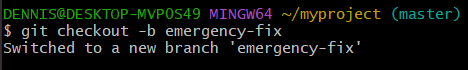 DENNIS@DESKTOP-MVPOS49 MINGW64 ~/myproject (master)
$ git checkout -b emergency-fix
Switched to a new branch 'emergency-fix'